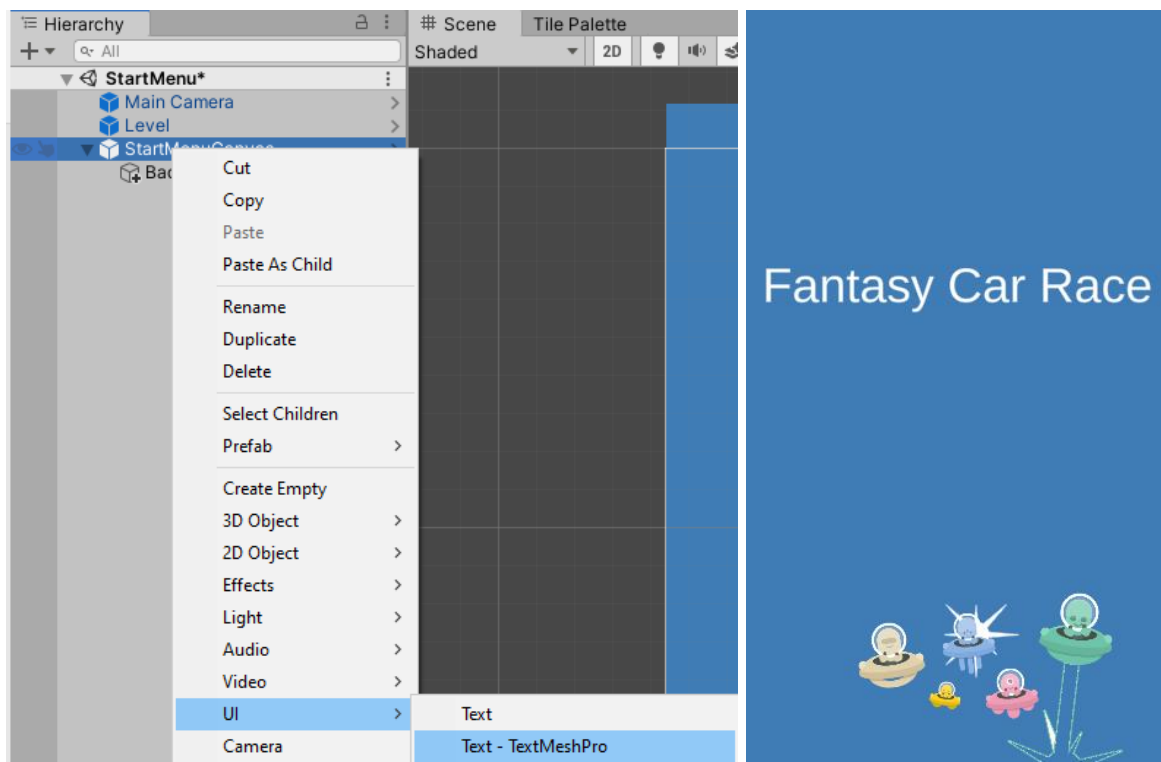 Hierarchy
All
StartMenu*
Main Camera
Level
Cut
Copy
Paste
Paste As Child
Rename
Duplicate
Delete
Select Children
Prefab
Create Empty
3D Object
2D Object
Effects
Light
Audio
Video
UI
Camera
Text
Text - TextMeshPro
# Scene
Tile Palette
Shaded
2D
Fantasy Car Race